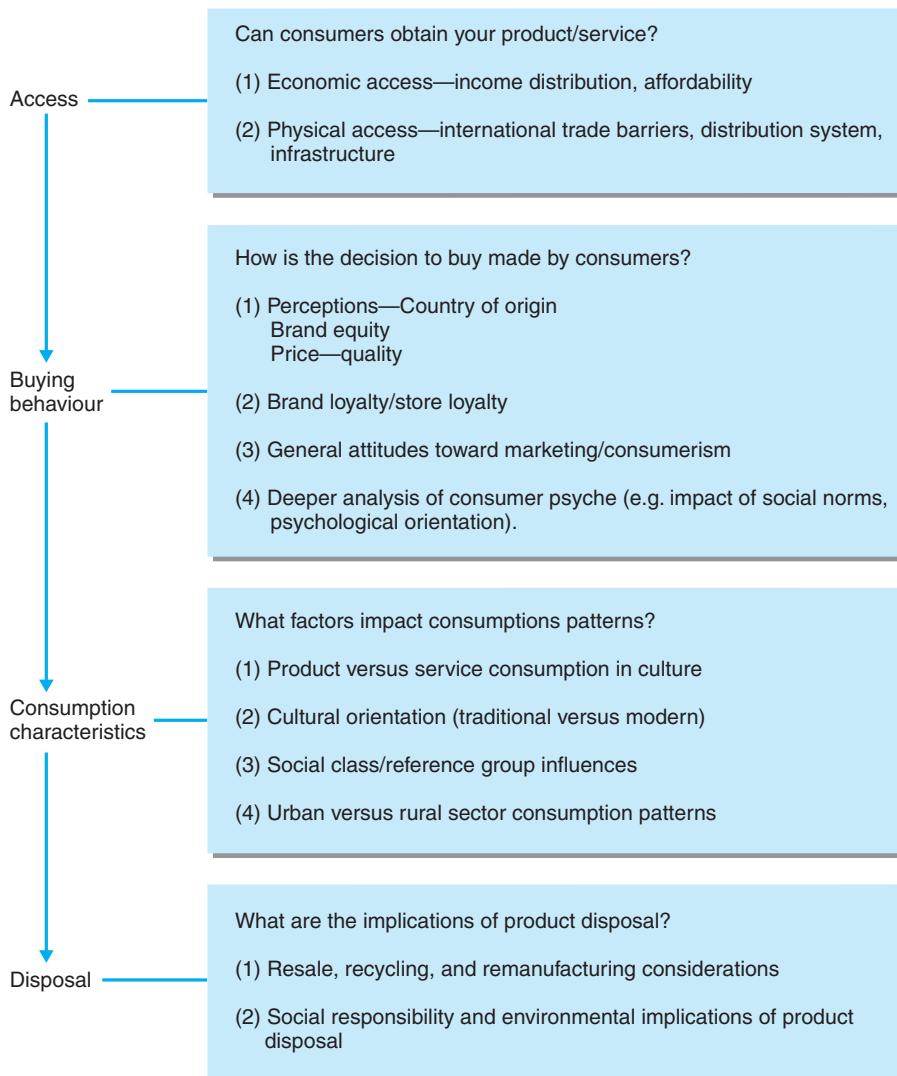 Access
Can consumers obtain your product/service?
(1) Economic access—income distribution, affordability
(2) Physical access—international trade barriers, distribution system,
infrastructure
Buying
behaviour
How is the decision to buy made by consumers?
(1) Perceptions—Country of origin
Brand equity
Price—quality
(2) Brand loyalty/store loyalty
(3) General attitudes toward marketing/consumerism
(4) Deeper analysis of consumer psyche (e.g. impact of social norms,
psychological orientation).
Consumption
characteristics
What factors impact consumptions patterns?
(1) Product versus service consumption in culture
(2) Cultural orientation (traditional versus modern)
(3) Social class/reference group influences
(4) Urban versus rural sector consumption patterns
Disposal
What are the implications of product disposal?
(1) Resale, recycling, and remanufacturing considerations
(2) Social responsibility and environmental implications of product
disposal